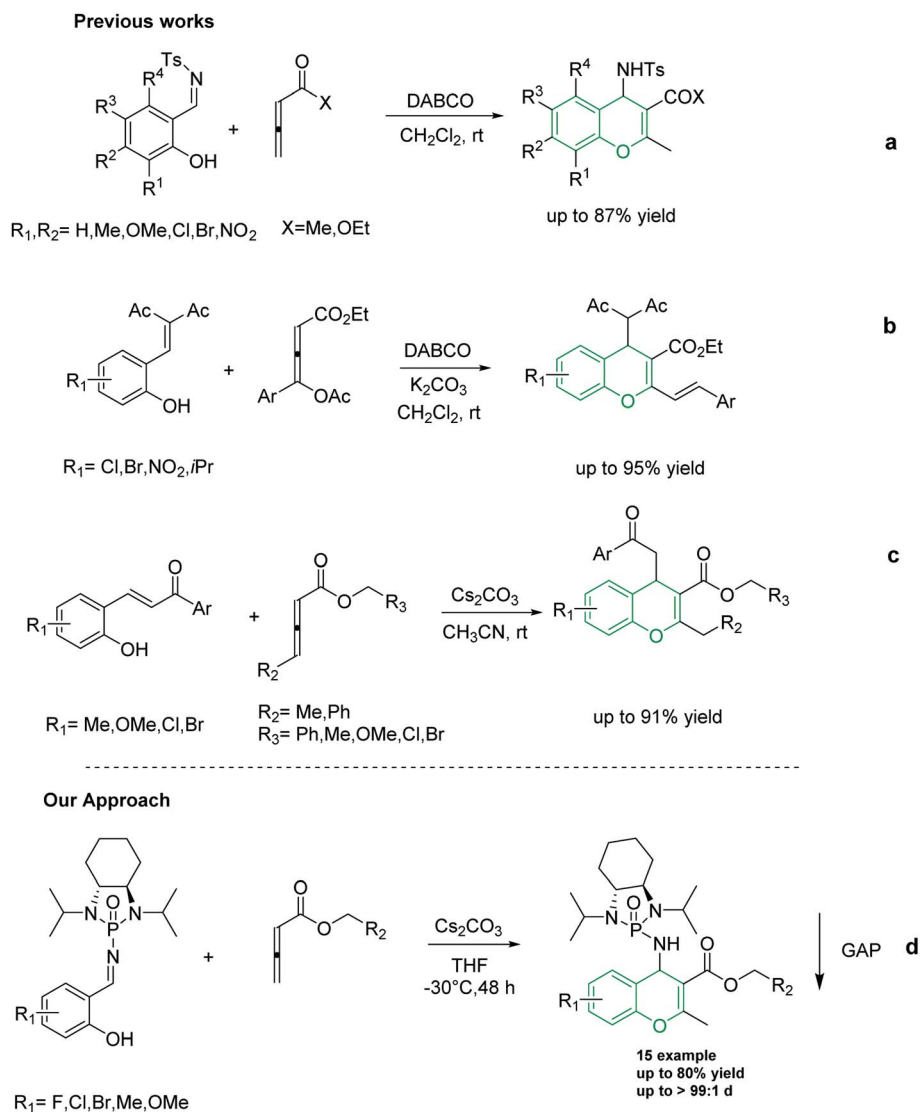 Previous works
Ts
N
R4
R3
R2
OH
R1
+
O
X
DABCO
CH2Cl2, rt
R4
NHTs
R3
COX
R2
O
R1
a
up to 87% yield
R1,R2= H,Me,OMe,Cl,Br,NO2
X=Me,OEt
Ac
Ac
R1
OH
+
CO2Et
Ar
OAc
DABCO
K2CO3
CH2Cl2, rt
Ac
Ac
CO2Et
R1
O
Ar
b
R1= Cl,Br,NO2,iPr
up to 95% yield
O
Ar
R1
OH
+
O
O
R3
R2
Cs2CO3
CH3CN, rt
O
Ar
O
O
R3
R1
O
R2
c
R1= Me,OMe,Cl,Br
R2= Me,Ph
R3= Ph,Me,OMe,Cl,Br
up to 91% yield
Our Approach
N
O
N
P
N
R1
OH
+
O
O
R2
Cs2CO3
THF
-30°C,48 h
N
O
N
P
NH
O
O
R2
R1
O
GAP
d
15 example
up to 80% yield
up to > 99:1 d
R1= F,Cl,Br,Me,OMe